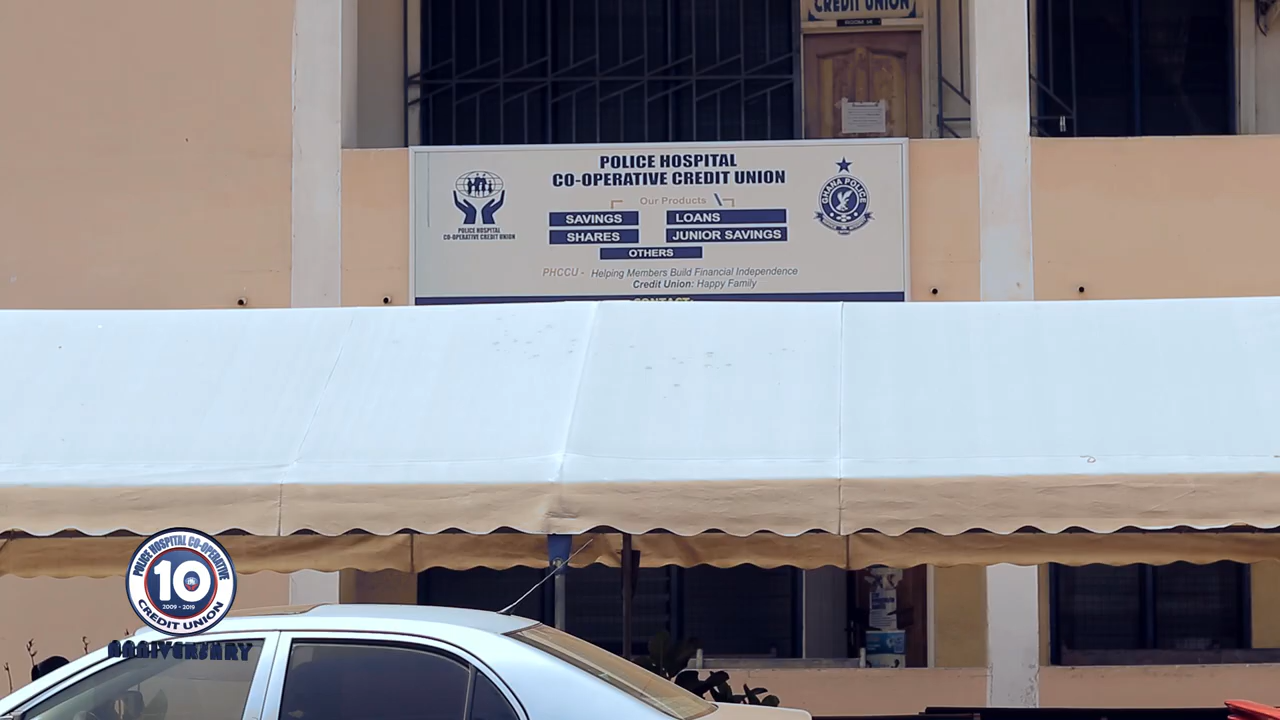 CREDIT UNION
POLICE HOSPITAL
CO-OPERATIVE CREDIT UNION
Our Products
SAVINGS
LOANS
SHARES
JUNIOR SAVINGS
OTHERS
PHCCU - Helping Members Build Financial Independence
Credit Union: Happy Family
CONTACT:
POLICE HOSPITAL
CO-OPERATIVE CREDIT UNION
GHANA POLICE
POLICE HOSPITAL CO-OPERATIVE
10
2009 - 2019
CREDIT UNION
ANNIVERSARY